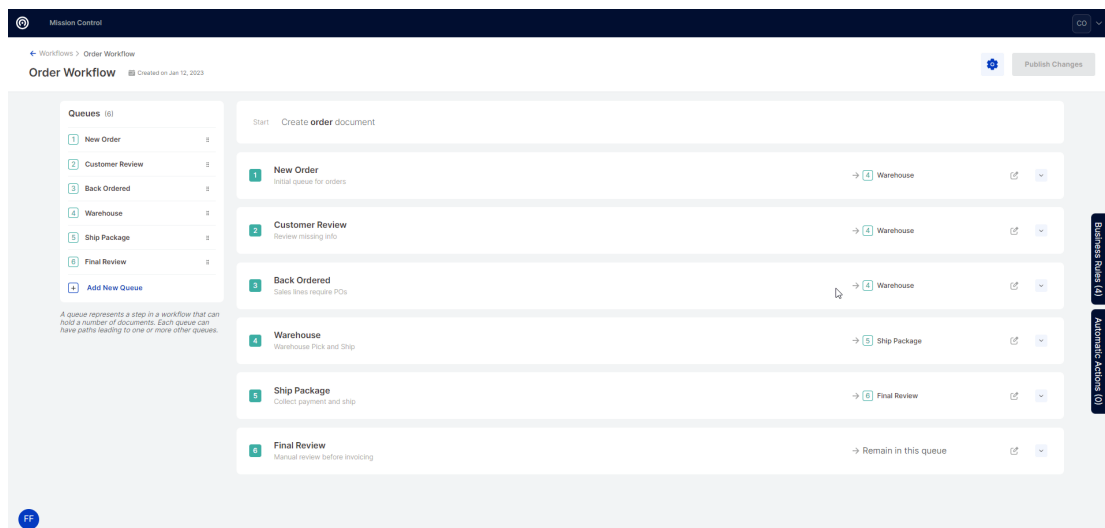 Mission Control
CO
← Workflows > Order Workflow
Order Workflow
Created on Jan 12, 2023
Publish Changes
Queues (6)
1 New Order
2 Customer Review
3 Back Ordered
4 Warehouse
5 Ship Package
6 Final Review
+ Add New Queue
A queue represents a step in a workflow that can
hold a number of documents. Each queue can
have paths leading to one or more other queues.
Start Create order document
1 New Order
Initial queue for orders
→ 4 Warehouse
2 Customer Review
Review missing info
→ 4 Warehouse
3 Back Ordered
Sales lines require POs
→ 4 Warehouse
4 Warehouse
Warehouse Pick and Ship
→ 5 Ship Package
5 Ship Package
Collect payment and ship
→ 6 Final Review
6 Final Review
Manual review before invoicing
→ Remain in this queue
Business Rules (4)
Automatic Actions (0)
FF